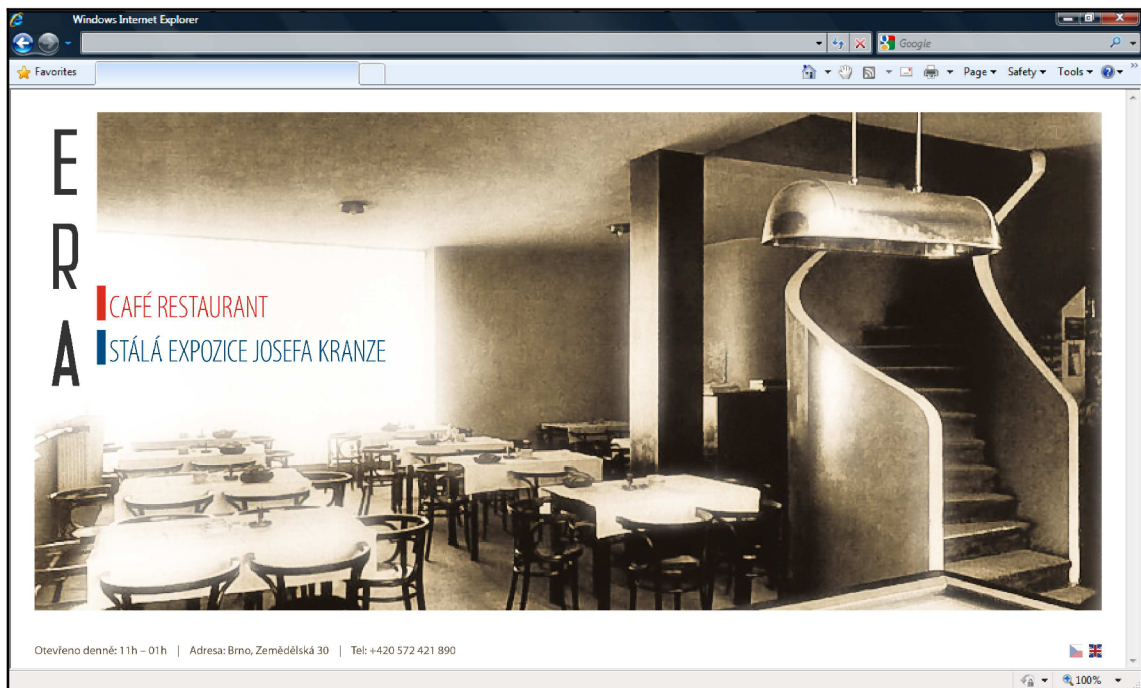 Windows Internet Explorer
Google
Favorites
Page Safety Tools
E
R
A
CAFÉ RESTAURANT
STÁLÁ EXPOZICE JOSEFA KRANZE
Otevřeno denně: 11h – 01h | Adresa: Brno, Zemědělská 30 | Tel: +420 572 421 890
100%